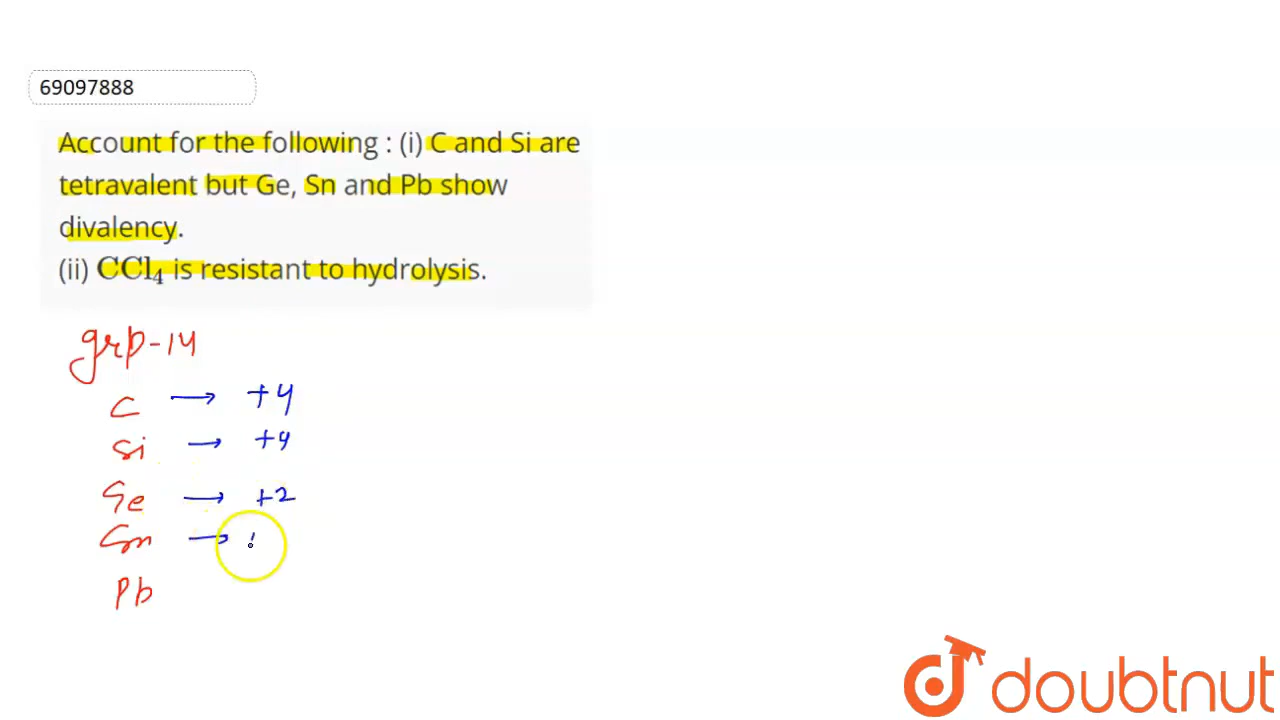 69097888
Account for the following : (i) C and Si are
tetravalent but Ge, Sn and Pb show
divalency.
(ii) CCl₄ is resistant to hydrolysis.
grp-14
C → +4
Si → +4
Ge → +2
Sn →
Pb
doubtnut